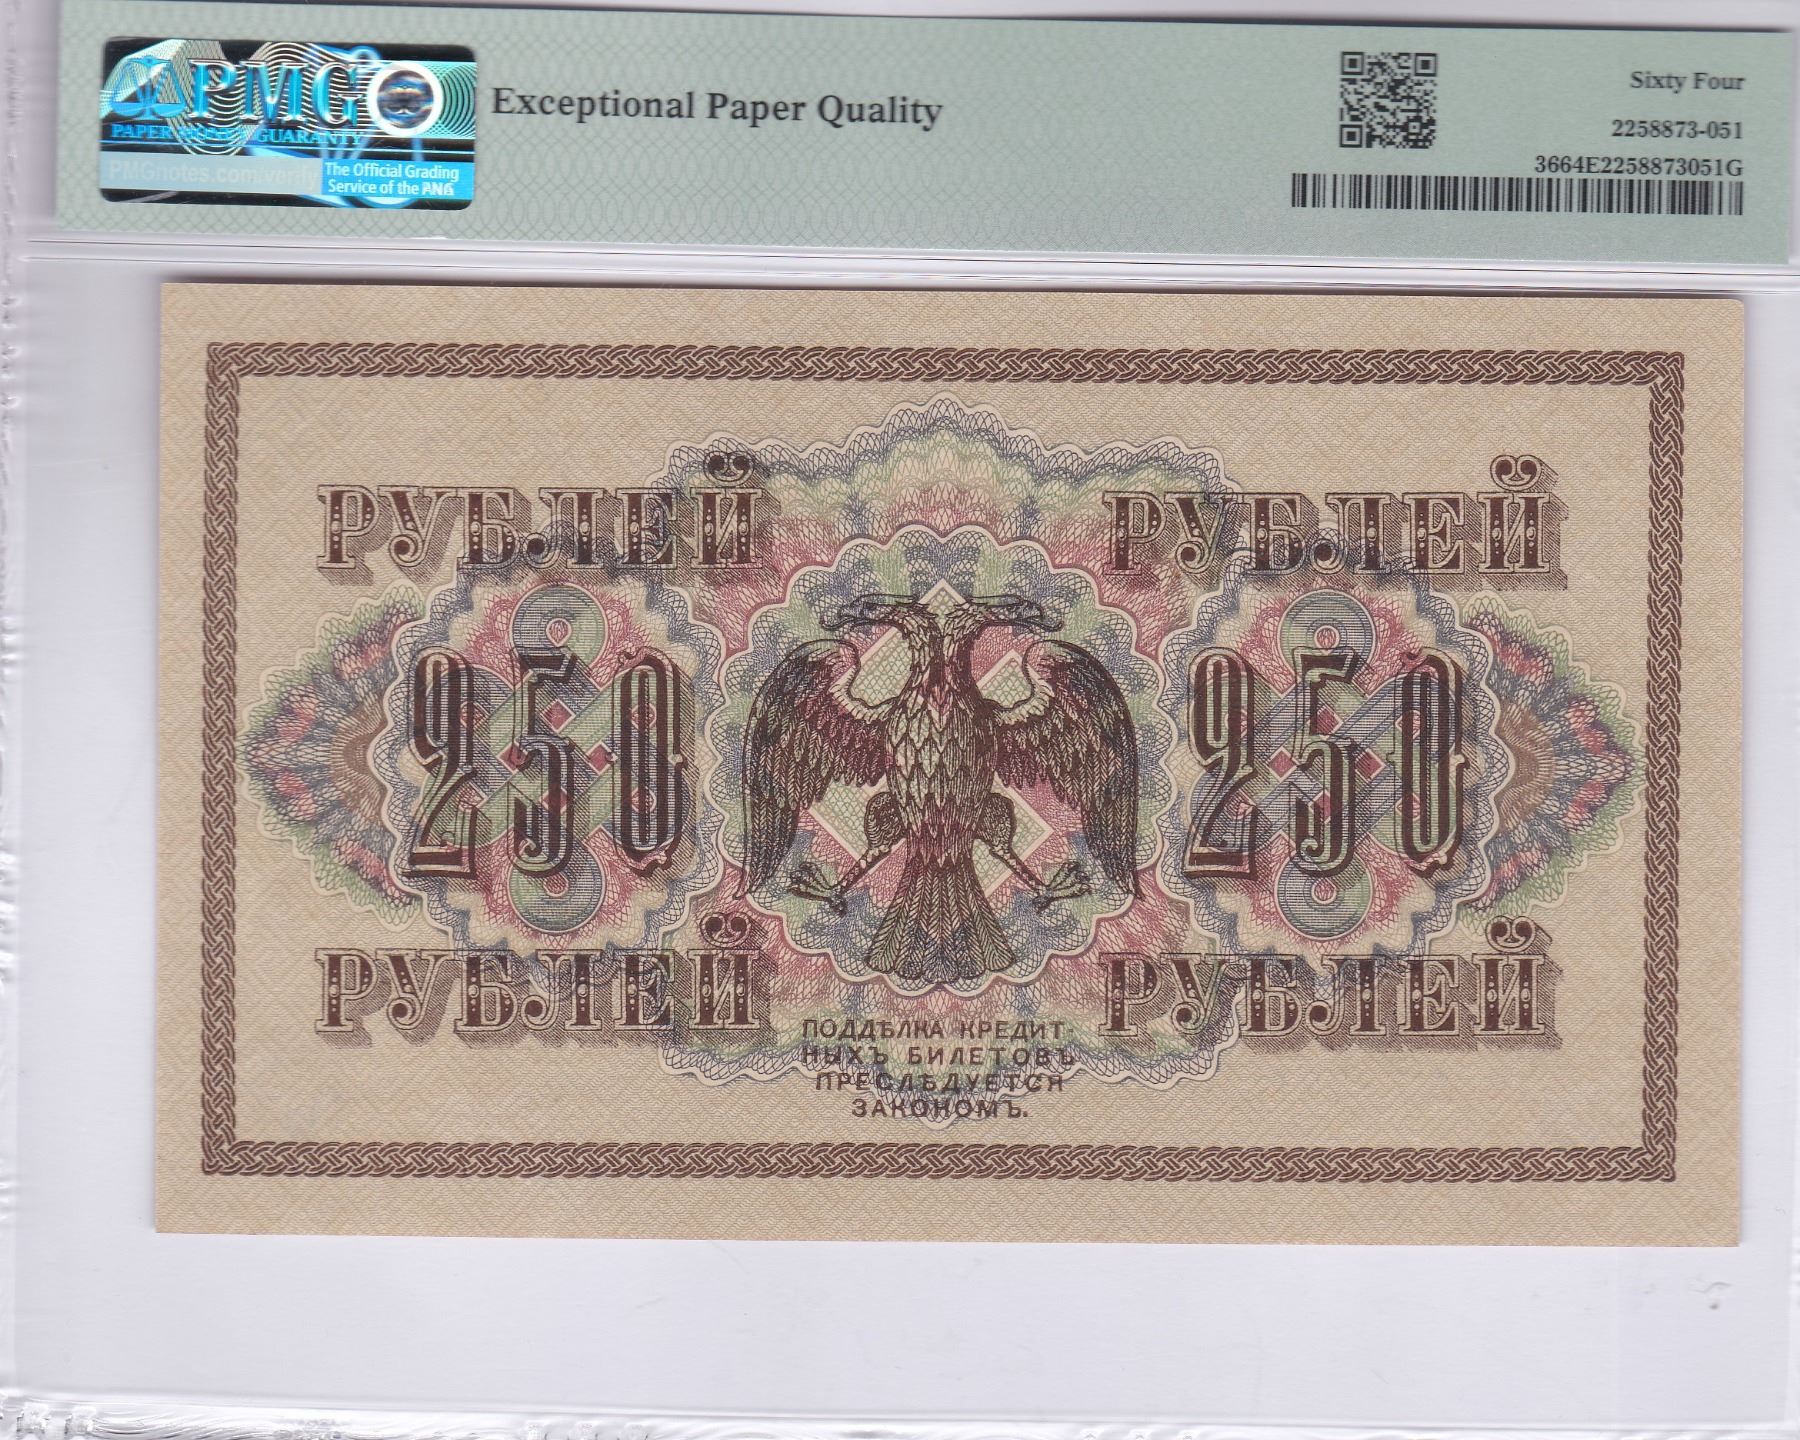 PMG
PAPER MONEY GUARANTY
PMGnotes.com/verify
The Official Grading
Service of the ANA
Exceptional Paper Quality
Sixty Four
2258873-051
3664E2258873051G
РУБЛЕЙ РУБЛЕЙ
250 250
РУБЛЕЙ РУБЛЕЙ
ПОДДѢЛКА КРЕДИТ-
НЫХЪ БИЛЕТОВЪ
ПРЕСЛѢДУЕТСЯ
ЗАКОНОМЪ.